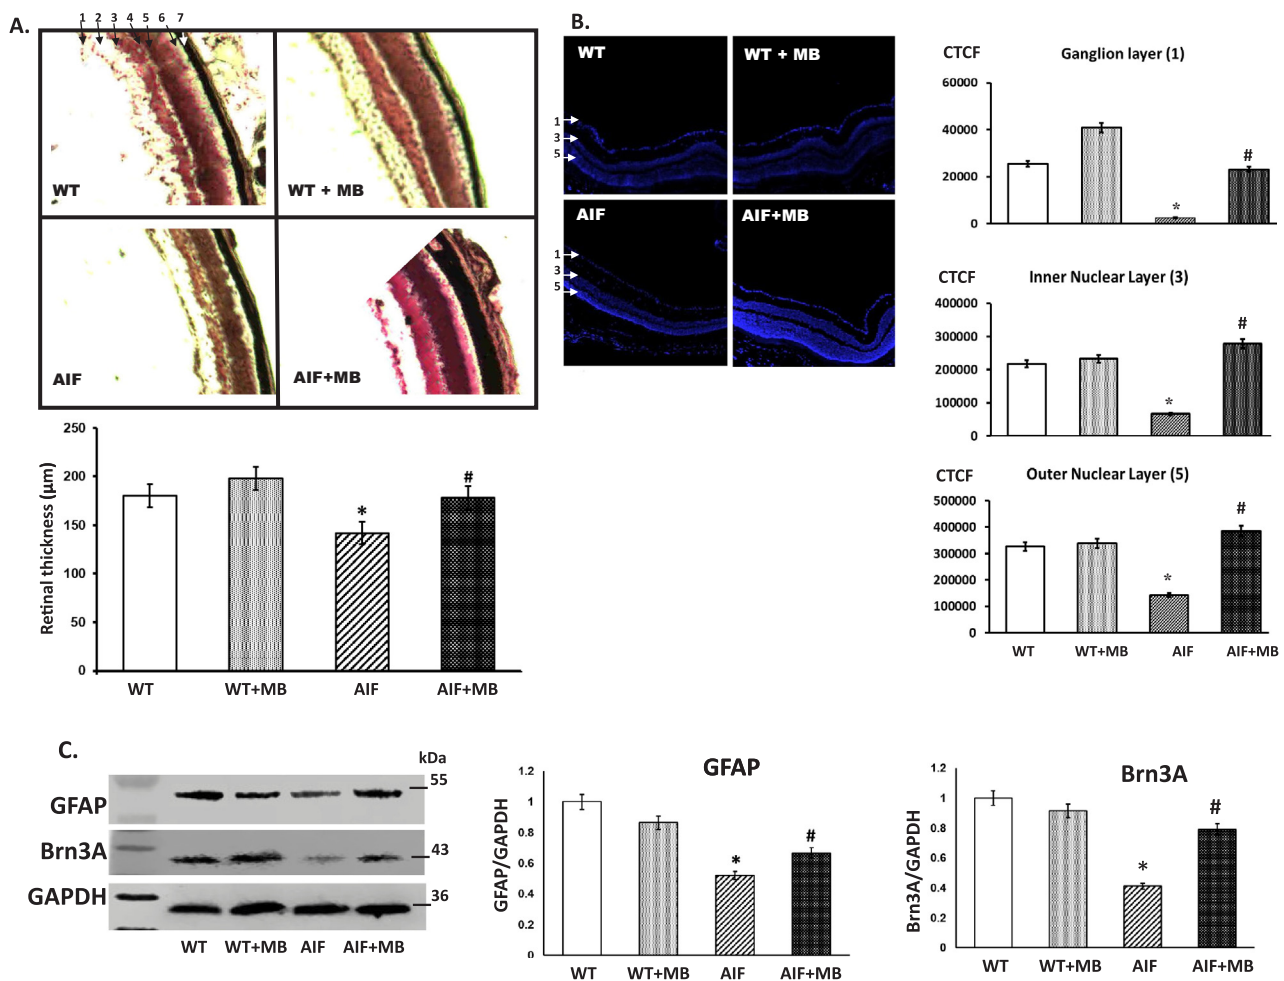 A.
1 2 3 4 5 6 7
WT
WT + MB
AIF
AIF+MB
250
200
150
100
50
0
Retinal thickness (µm)
*
#
WT WT+MB AIF AIF+MB
B.
WT
WT + MB
1
3
5
AIF
AIF+MB
1
3
5
CTCF
Ganglion layer (1)
60000
40000
20000
0
*
#
CTCF
Inner Nuclear Layer (3)
400000
300000
200000
100000
0
*
#
CTCF
Outer Nuclear Layer (5)
500000
400000
300000
200000
100000
0
*
#
WT WT+MB AIF AIF+MB
C.
kDa
GFAP
55
Brn3A
43
GAPDH
36
WT WT+MB AIF AIF+MB
GFAP
1.2
1
0.8
0.6
0.4
0.2
0
GFAP/GAPDH
*
#
WT WT+MB AIF AIF+MB
Brn3A
1.2
1
0.8
0.6
0.4
0.2
0
Brn3A/GAPDH
*
#
WT WT+MB AIF AIF+MB